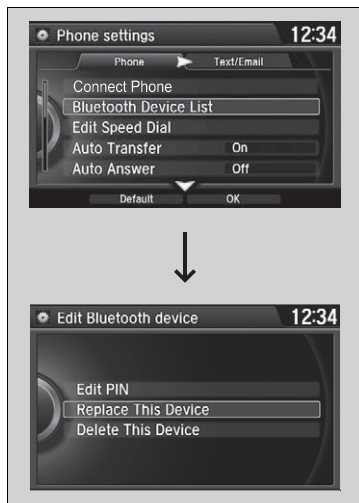 Phone settings 12:34
Phone Text/Email
Connect Phone
Bluetooth Device List
Edit Speed Dial
Auto Transfer On
Auto Answer Off
Default OK
Edit Bluetooth device 12:34
Edit PIN
Replace This Device
Delete This Device